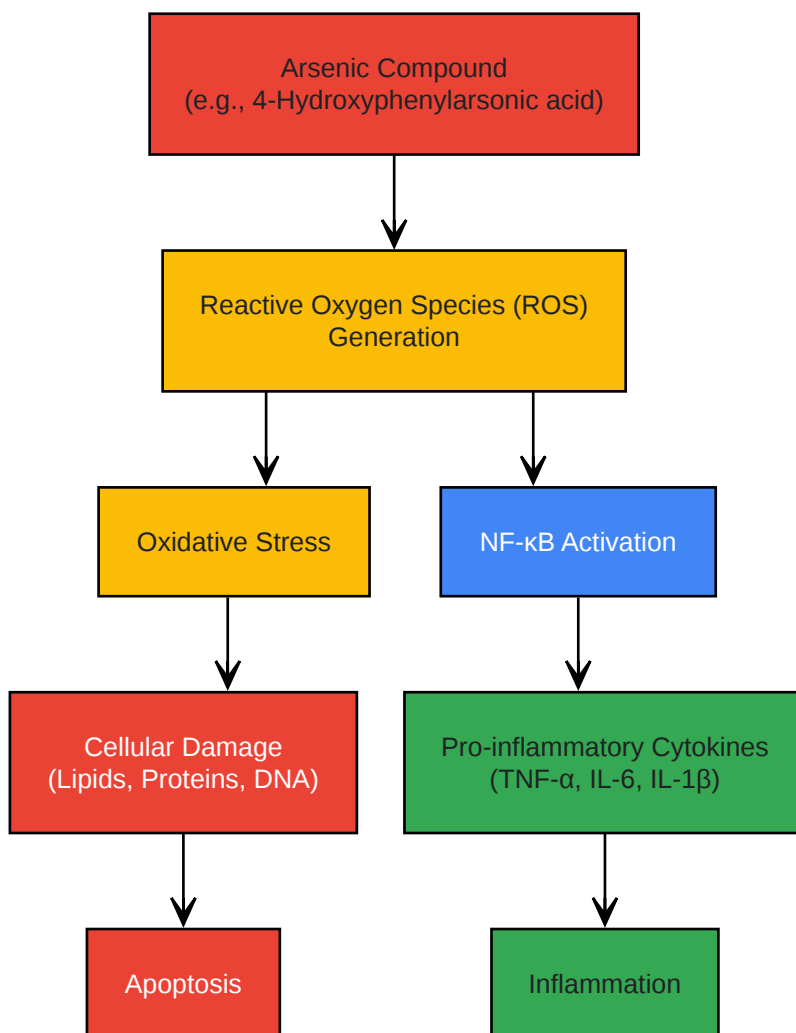 Arsenic Compound
(e.g., 4-Hydroxyphenylarsonic acid)
Reactive Oxygen Species (ROS)
Generation
Oxidative Stress
NF-κB Activation
Cellular Damage
(Lipids, Proteins, DNA)
Pro-inflammatory Cytokines
(TNF-α, IL-6, IL-1β)
Apoptosis
Inflammation